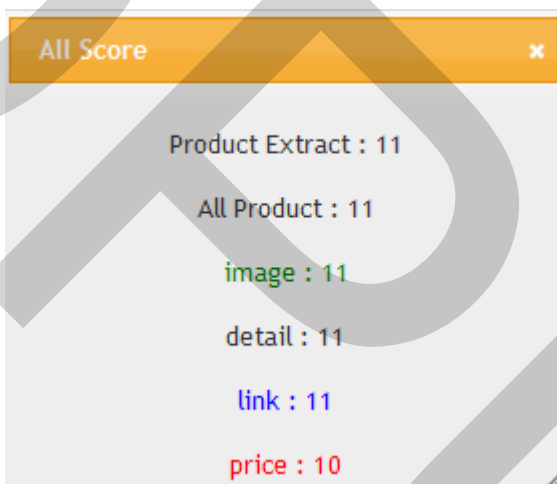 All Score ×
Product Extract : 11
All Product : 11
image : 11
detail : 11
link : 11
price : 10